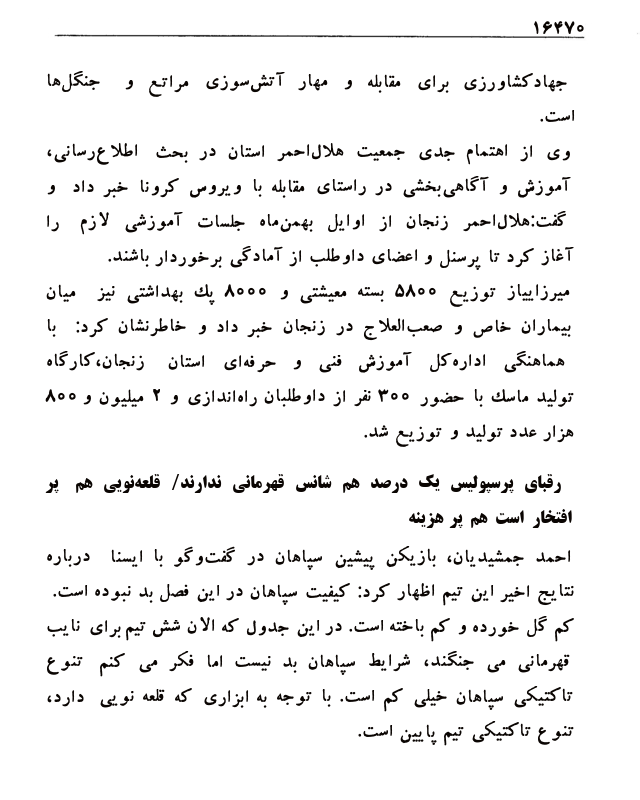 ۱۶۴۷۰
جهادکشاورزی برای مقابله و مهار آتش‌سوزی مراتع و جنگل‌ها
است.
وی از اهتمام جدی جمعیت هلال‌احمر استان در بحث اطلاع‌رسانی،
آموزش و آگاهی‌بخشی در راستای مقابله با ویروس کرونا خبر داد و
گفت:هلال‌احمر زنجان از اوایل بهمن‌ماه جلسات آموزشی لازم را
آغاز کرد تا پرسنل و اعضای داوطلب از آمادگی برخوردار باشند.
میرزایباز توزیع ۵۸۰۰ بسته معیشتی و ۸۰۰۰ پك بهداشتی نیز میان
بیماران خاص و صعب‌العلاج در زنجان خبر داد و خاطرنشان کرد: با
هماهنگی اداره‌کل آموزش فنی و حرفه‌ای استان زنجان،کارگاه
تولید ماسك با حضور ۳۰۰ نفر از داوطلبان راه‌اندازی و ۲ میلیون و ۸۰۰
هزار عدد تولید و توزیع شد.
رقبای پرسپولیس یک درصد هم شانس قهرمانی ندارند/ قلعه‌نویی هم پر
افتخار است هم پر هزینه
احمد جمشیدیان، بازیکن پیشین سپاهان در گفت‌وگو با ایسنا درباره
نتایج اخیر این تیم اظهار کرد: کیفیت سپاهان در این فصل بد نبوده است.
کم گل خورده و کم باخته است. در این جدول که الان شش تیم برای نایب
قهرمانی می جنگند، شرایط سپاهان بد نیست اما فکر می کنم تنوع
تاکتیکی سپاهان خیلی کم است. با توجه به ابزاری که قلعه نویی دارد،
تنوع تاکتیکی تیم پایین است.